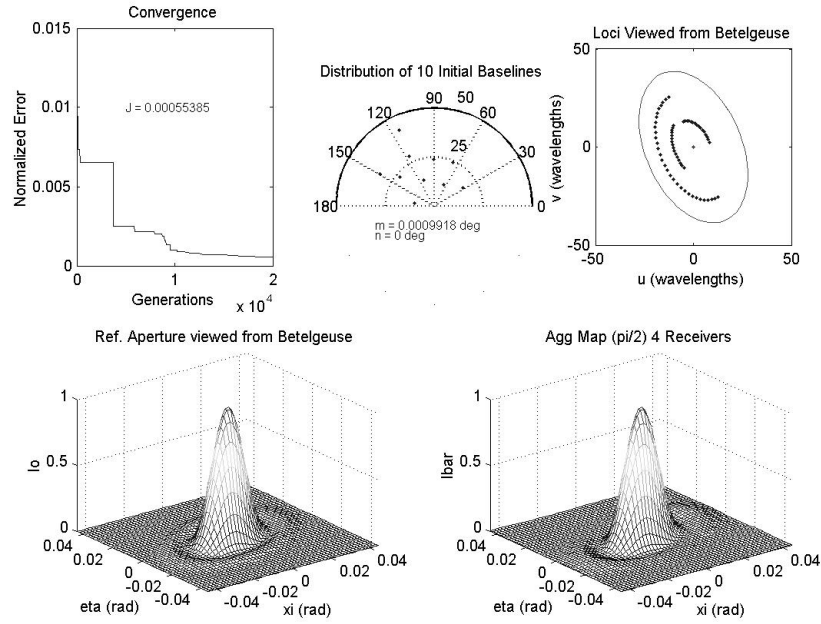 Convergence
0.015
0.01
0.005
0
Normalized Error
J = 0.00055385
0
1
2
Generations
x 10^4
Distribution of 10 Initial Baselines
90
50
120
60
25
150
30
180
0
m = 0.0009918 deg
n = 0 deg
Loci Viewed from Betelgeuse
50
0
-50
v (wavelengths)
-50
0
50
u (wavelengths)
Ref. Aperture viewed from Betelgeuse
1
0.5
0
Io
0.04
0.02
0
-0.02
-0.04
eta (rad)
-0.04
-0.02
0
0.02
0.04
xi (rad)
Agg Map (pi/2) 4 Receivers
1
0.5
0
Ibar
0.04
0.02
0
-0.02
-0.04
eta (rad)
-0.04
-0.02
0
0.02
0.04
xi (rad)